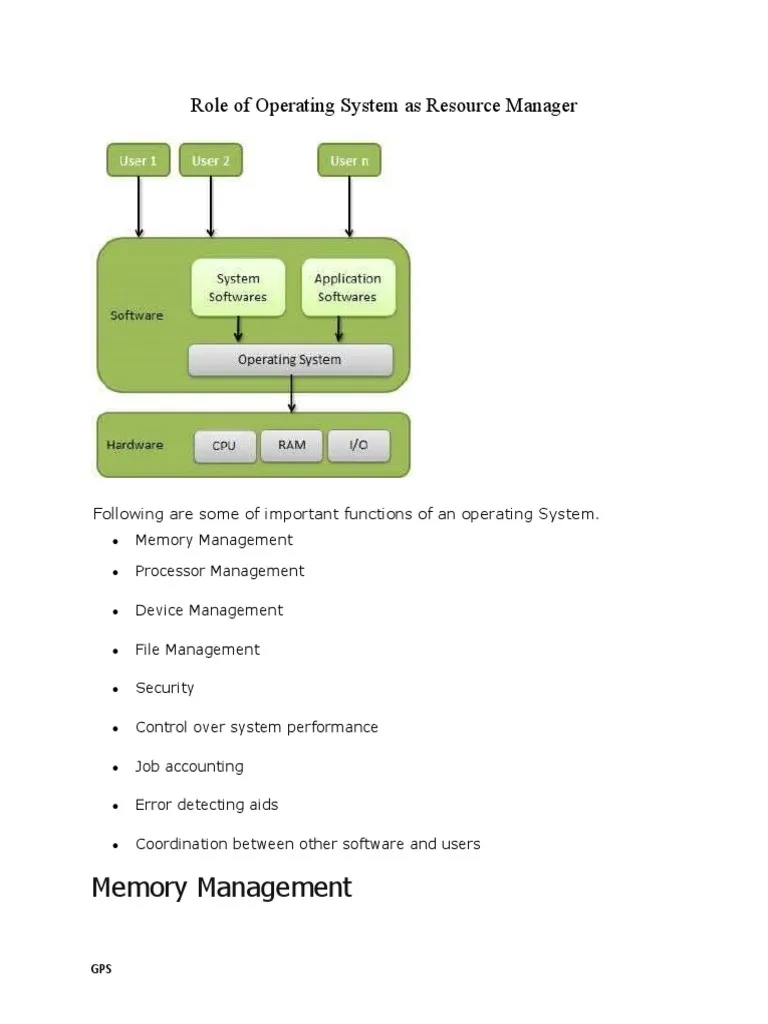 Role of Operating System as Resource Manager
User 1
User 2
User n
System
Softwares
Application
Softwares
Software
Operating System
Hardware
CPU
RAM
I/O
Following are some of important functions of an operating System.
• Memory Management
• Processor Management
• Device Management
• File Management
• Security
• Control over system performance
• Job accounting
• Error detecting aids
• Coordination between other software and users
Memory Management
GPS